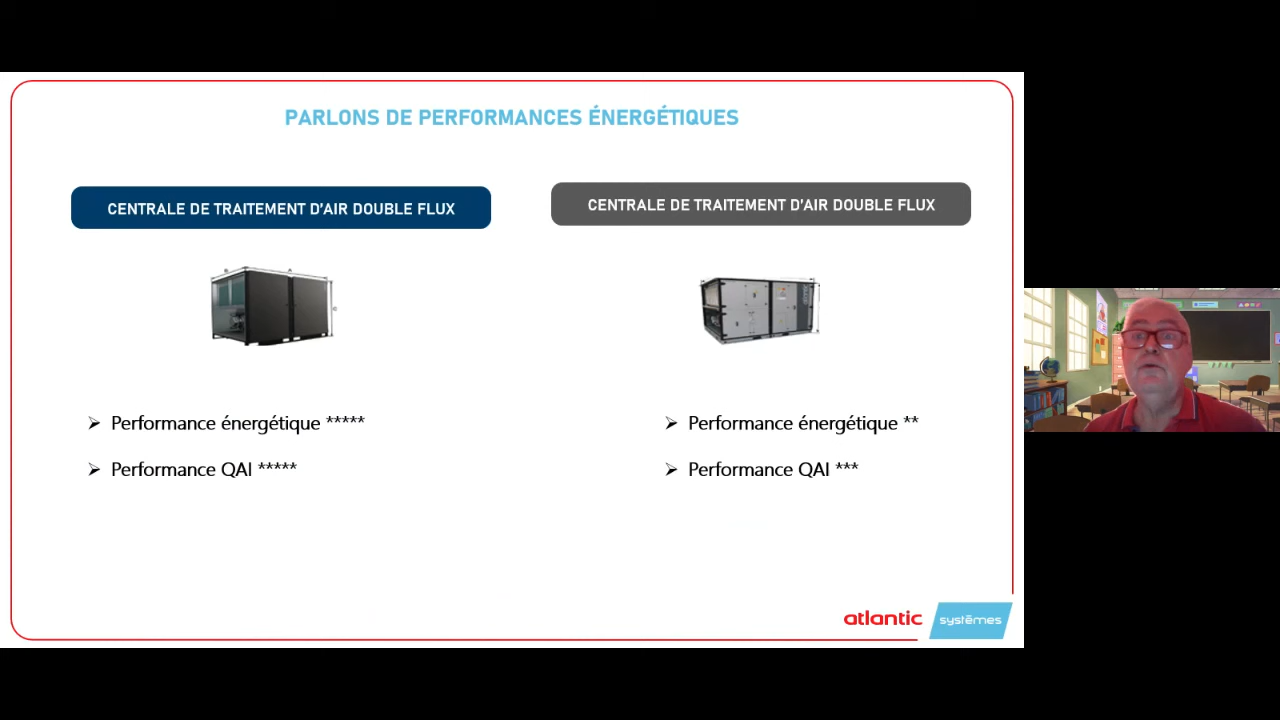 PARLONS DE PERFORMANCES ÉNERGÉTIQUES
CENTRALE DE TRAITEMENT D'AIR DOUBLE FLUX
➢ Performance énergétique *****
➢ Performance QAI *****
CENTRALE DE TRAITEMENT D'AIR DOUBLE FLUX
➢ Performance énergétique **
➢ Performance QAI ***
atlantic
systèmes